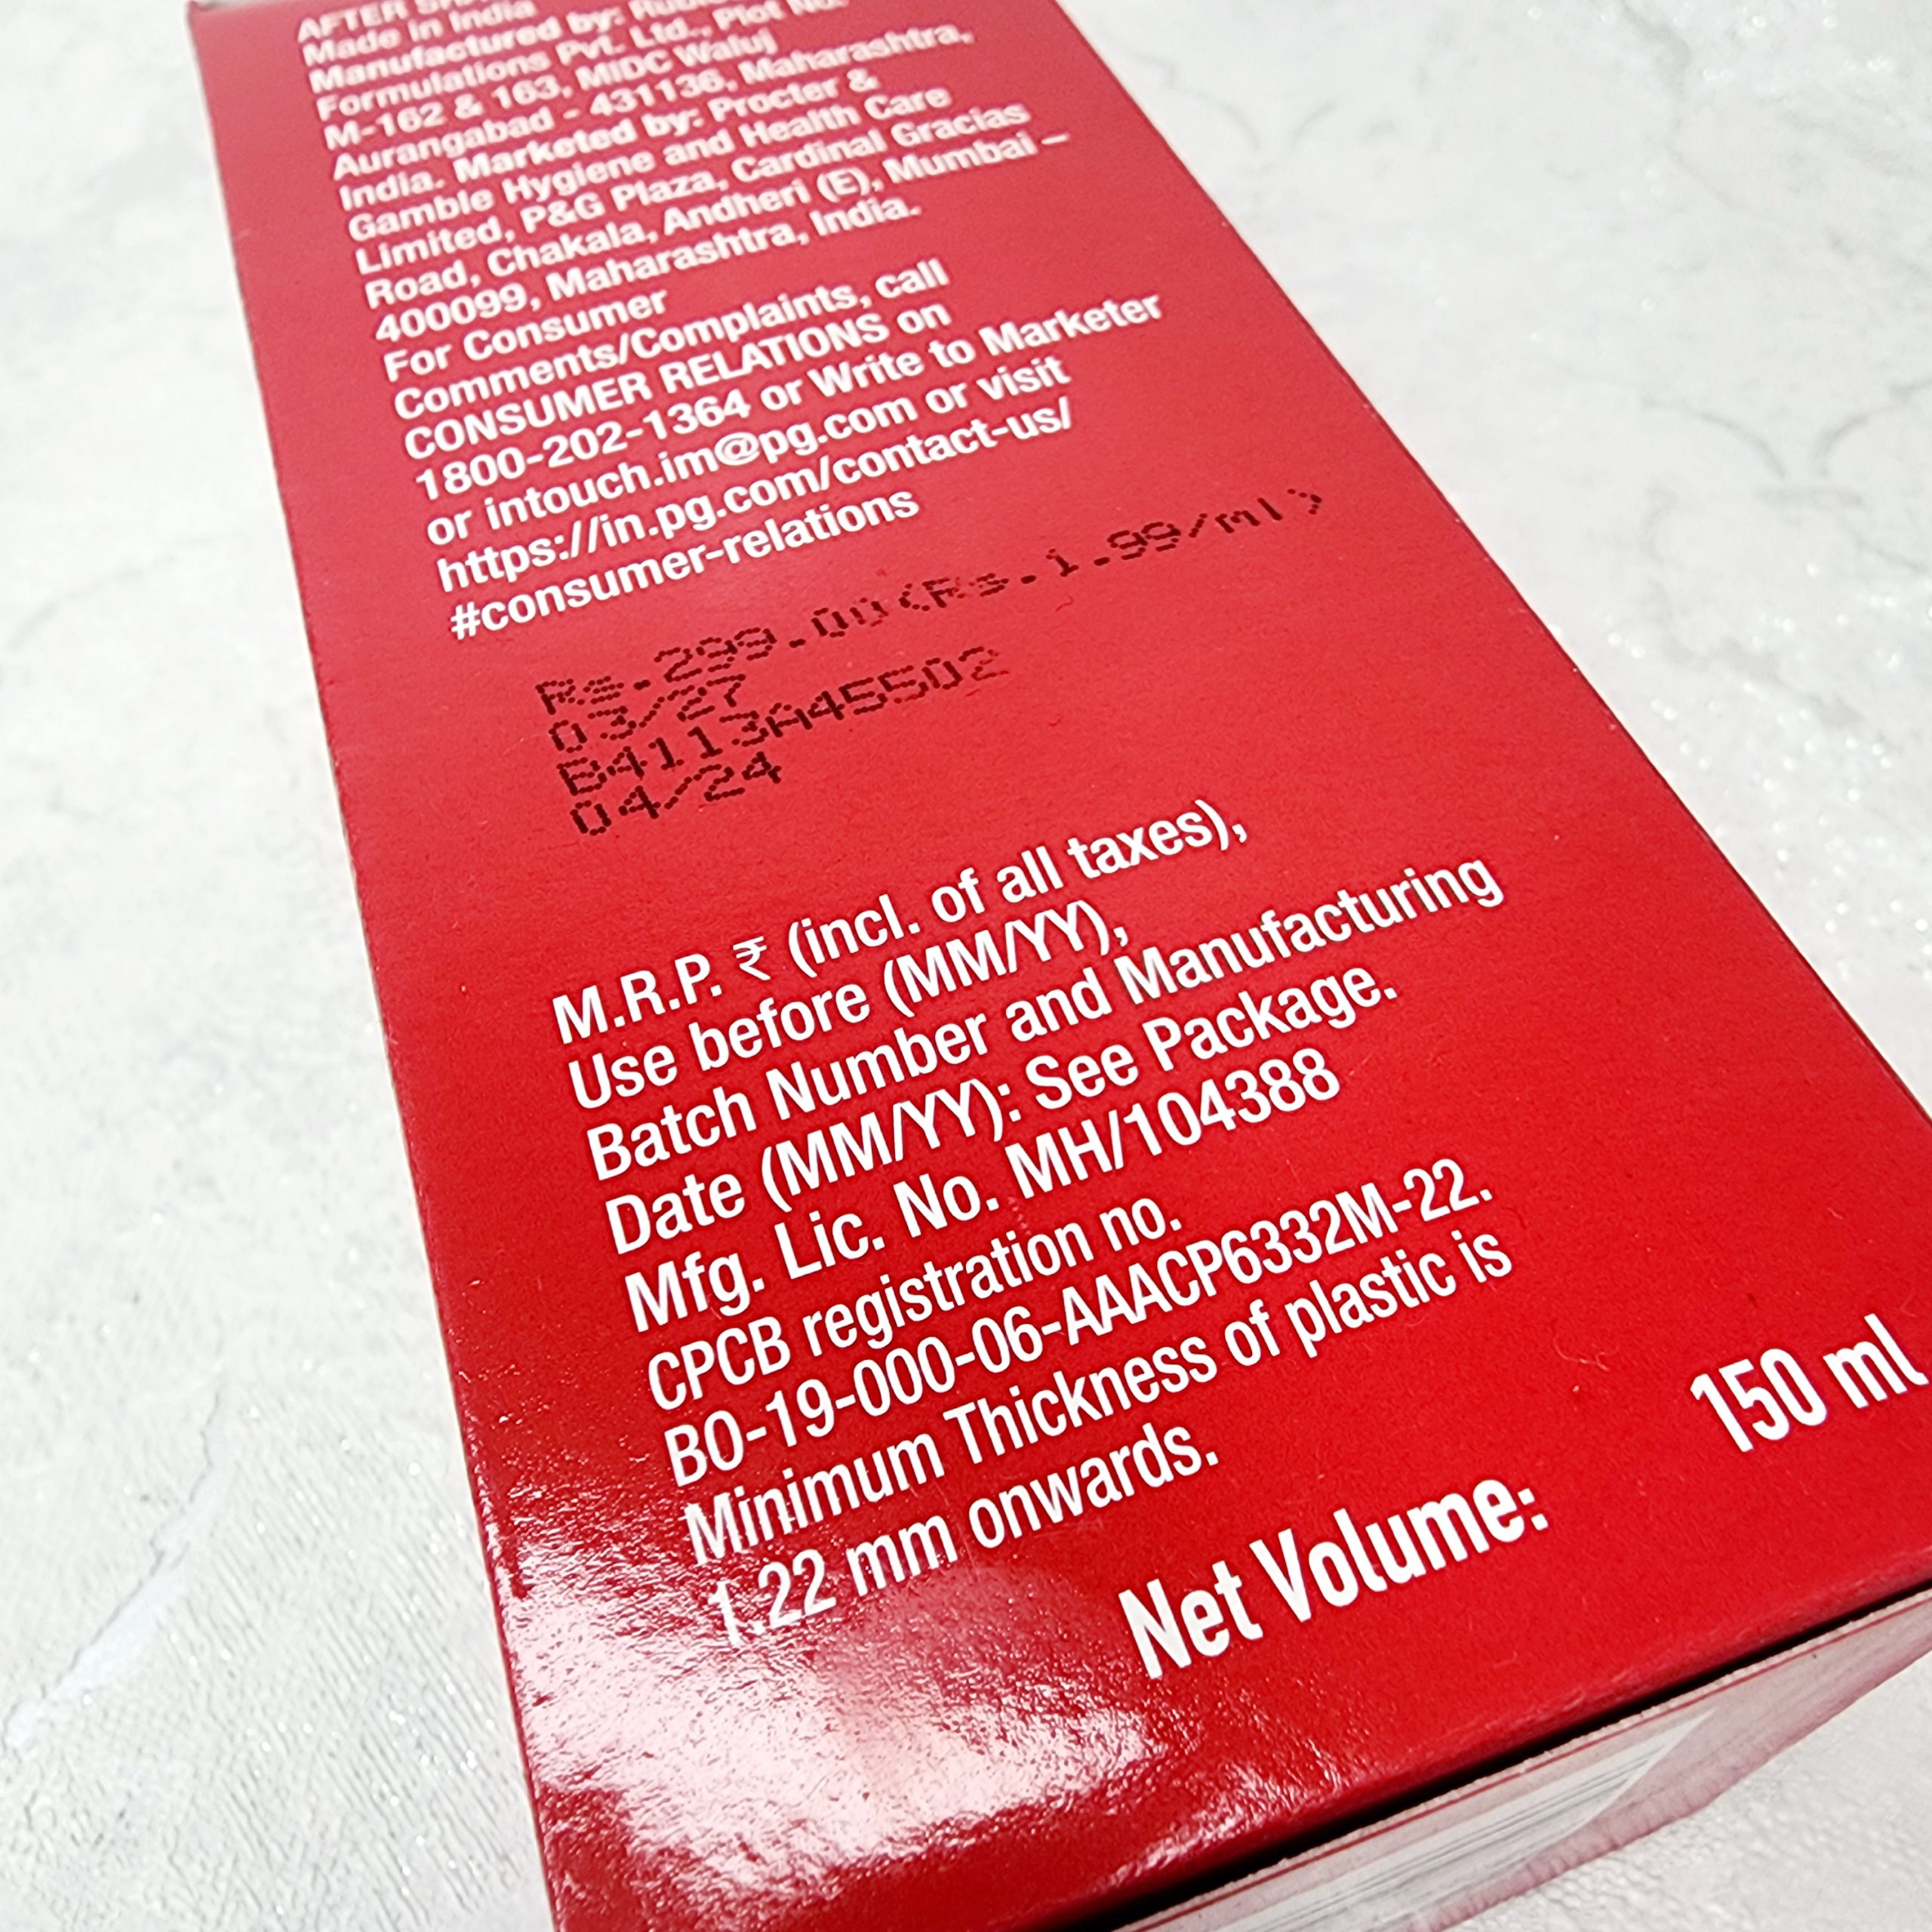 AFTER
Made in India
Manufactured by:
Formulations Pvt. Ltd., Plot No.
M-162 & 163, MIDC Waluj
Aurangabad - 431136, Maharashtra,
India. Marketed by: Procter &
Gamble Hygiene and Health Care
Limited, P&G Plaza, Cardinal Gracias
Road, Chakala, Andheri (E), Mumbai –
400099, Maharashtra, India.
For Consumer
Comments/Complaints, call
CONSUMER RELATIONS on
1800-202-1364 or Write to Marketer
or intouch.im@pg.com or visit
https://in.pg.com/contact-us/
#consumer-relations
Rs.299.00(Rs.1.99/ml)
03/27
B4113A45502
04/24
M.R.P. ₹ (incl. of all taxes),
Use before (MM/YY),
Batch Number and Manufacturing
Date (MM/YY): See Package.
Mfg. Lic. No. MH/104388
CPCB registration no.
BO-19-000-06-AAACP6332M-22.
Minimum Thickness of plastic is
1.22 mm onwards.
Net Volume: 150 ml